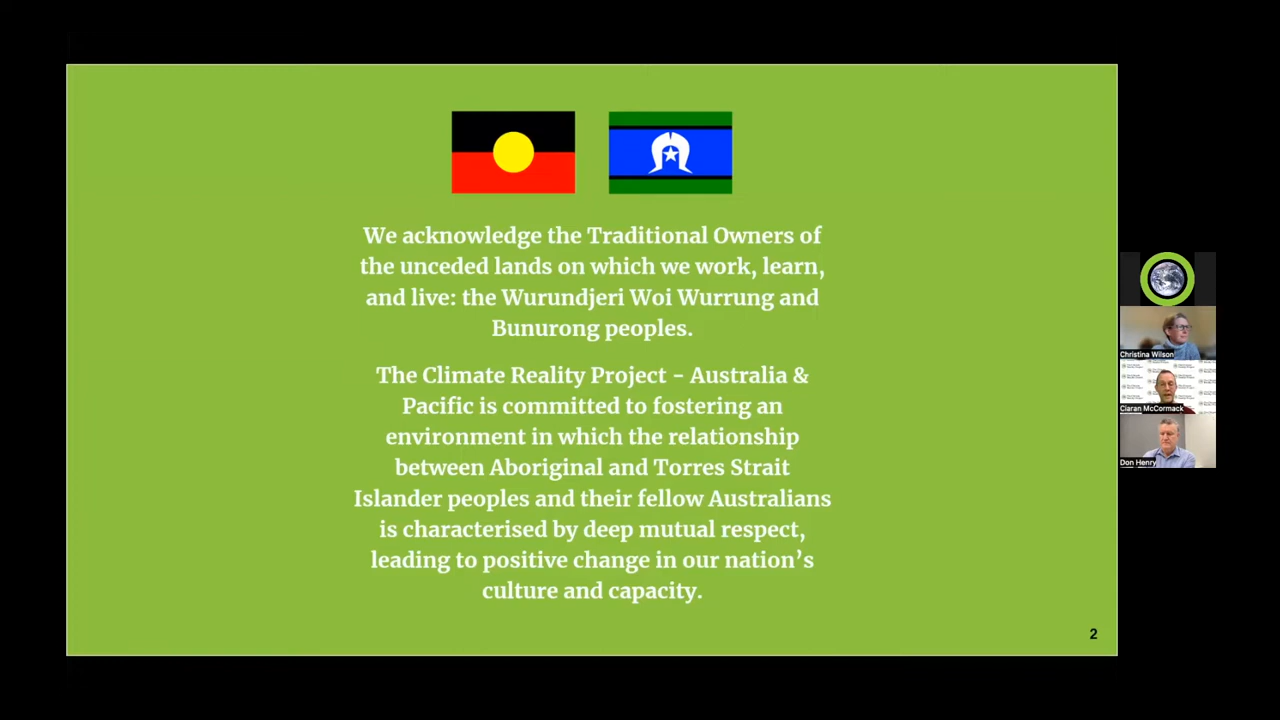 We acknowledge the Traditional Owners of
the unceded lands on which we work, learn,
and live: the Wurundjeri Woi Wurrung and
Bunurong peoples.
The Climate Reality Project - Australia &
Pacific is committed to fostering an
environment in which the relationship
between Aboriginal and Torres Strait
Islander peoples and their fellow Australians
is characterised by deep mutual respect,
leading to positive change in our nation’s
culture and capacity.
2
Christina Wilson
Ciaran McCormack
Don Henry